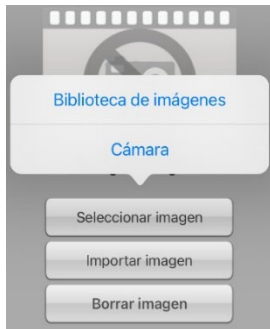 Biblioteca de imágenes
Cámara
Seleccionar imagen
Importar imagen
Borrar imagen